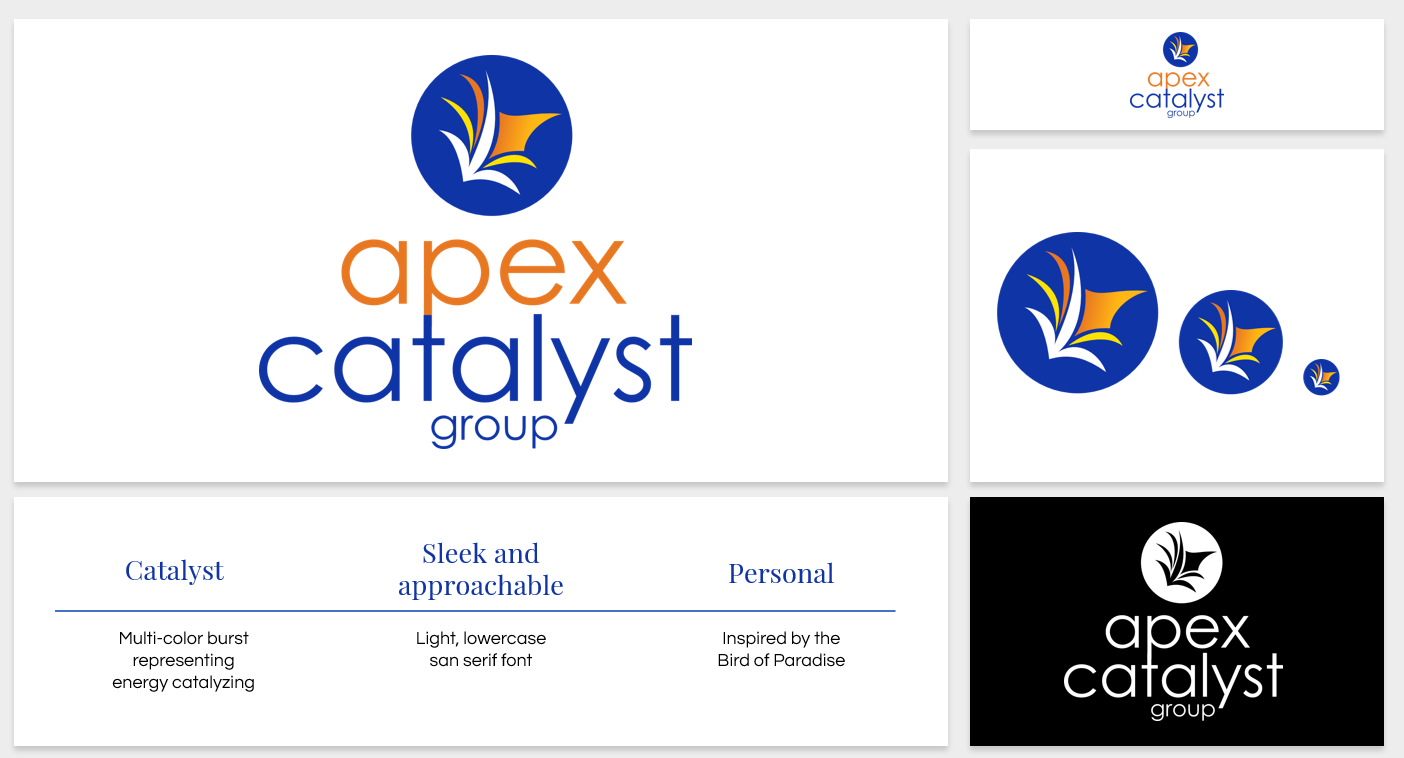 apex
catalyst
group
apex
catalyst
group
Catalyst
Multi-color burst
representing
energy catalyzing
Sleek and
approachable
Light, lowercase
san serif font
Personal
Inspired by the
Bird of Paradise
apex
catalyst
group